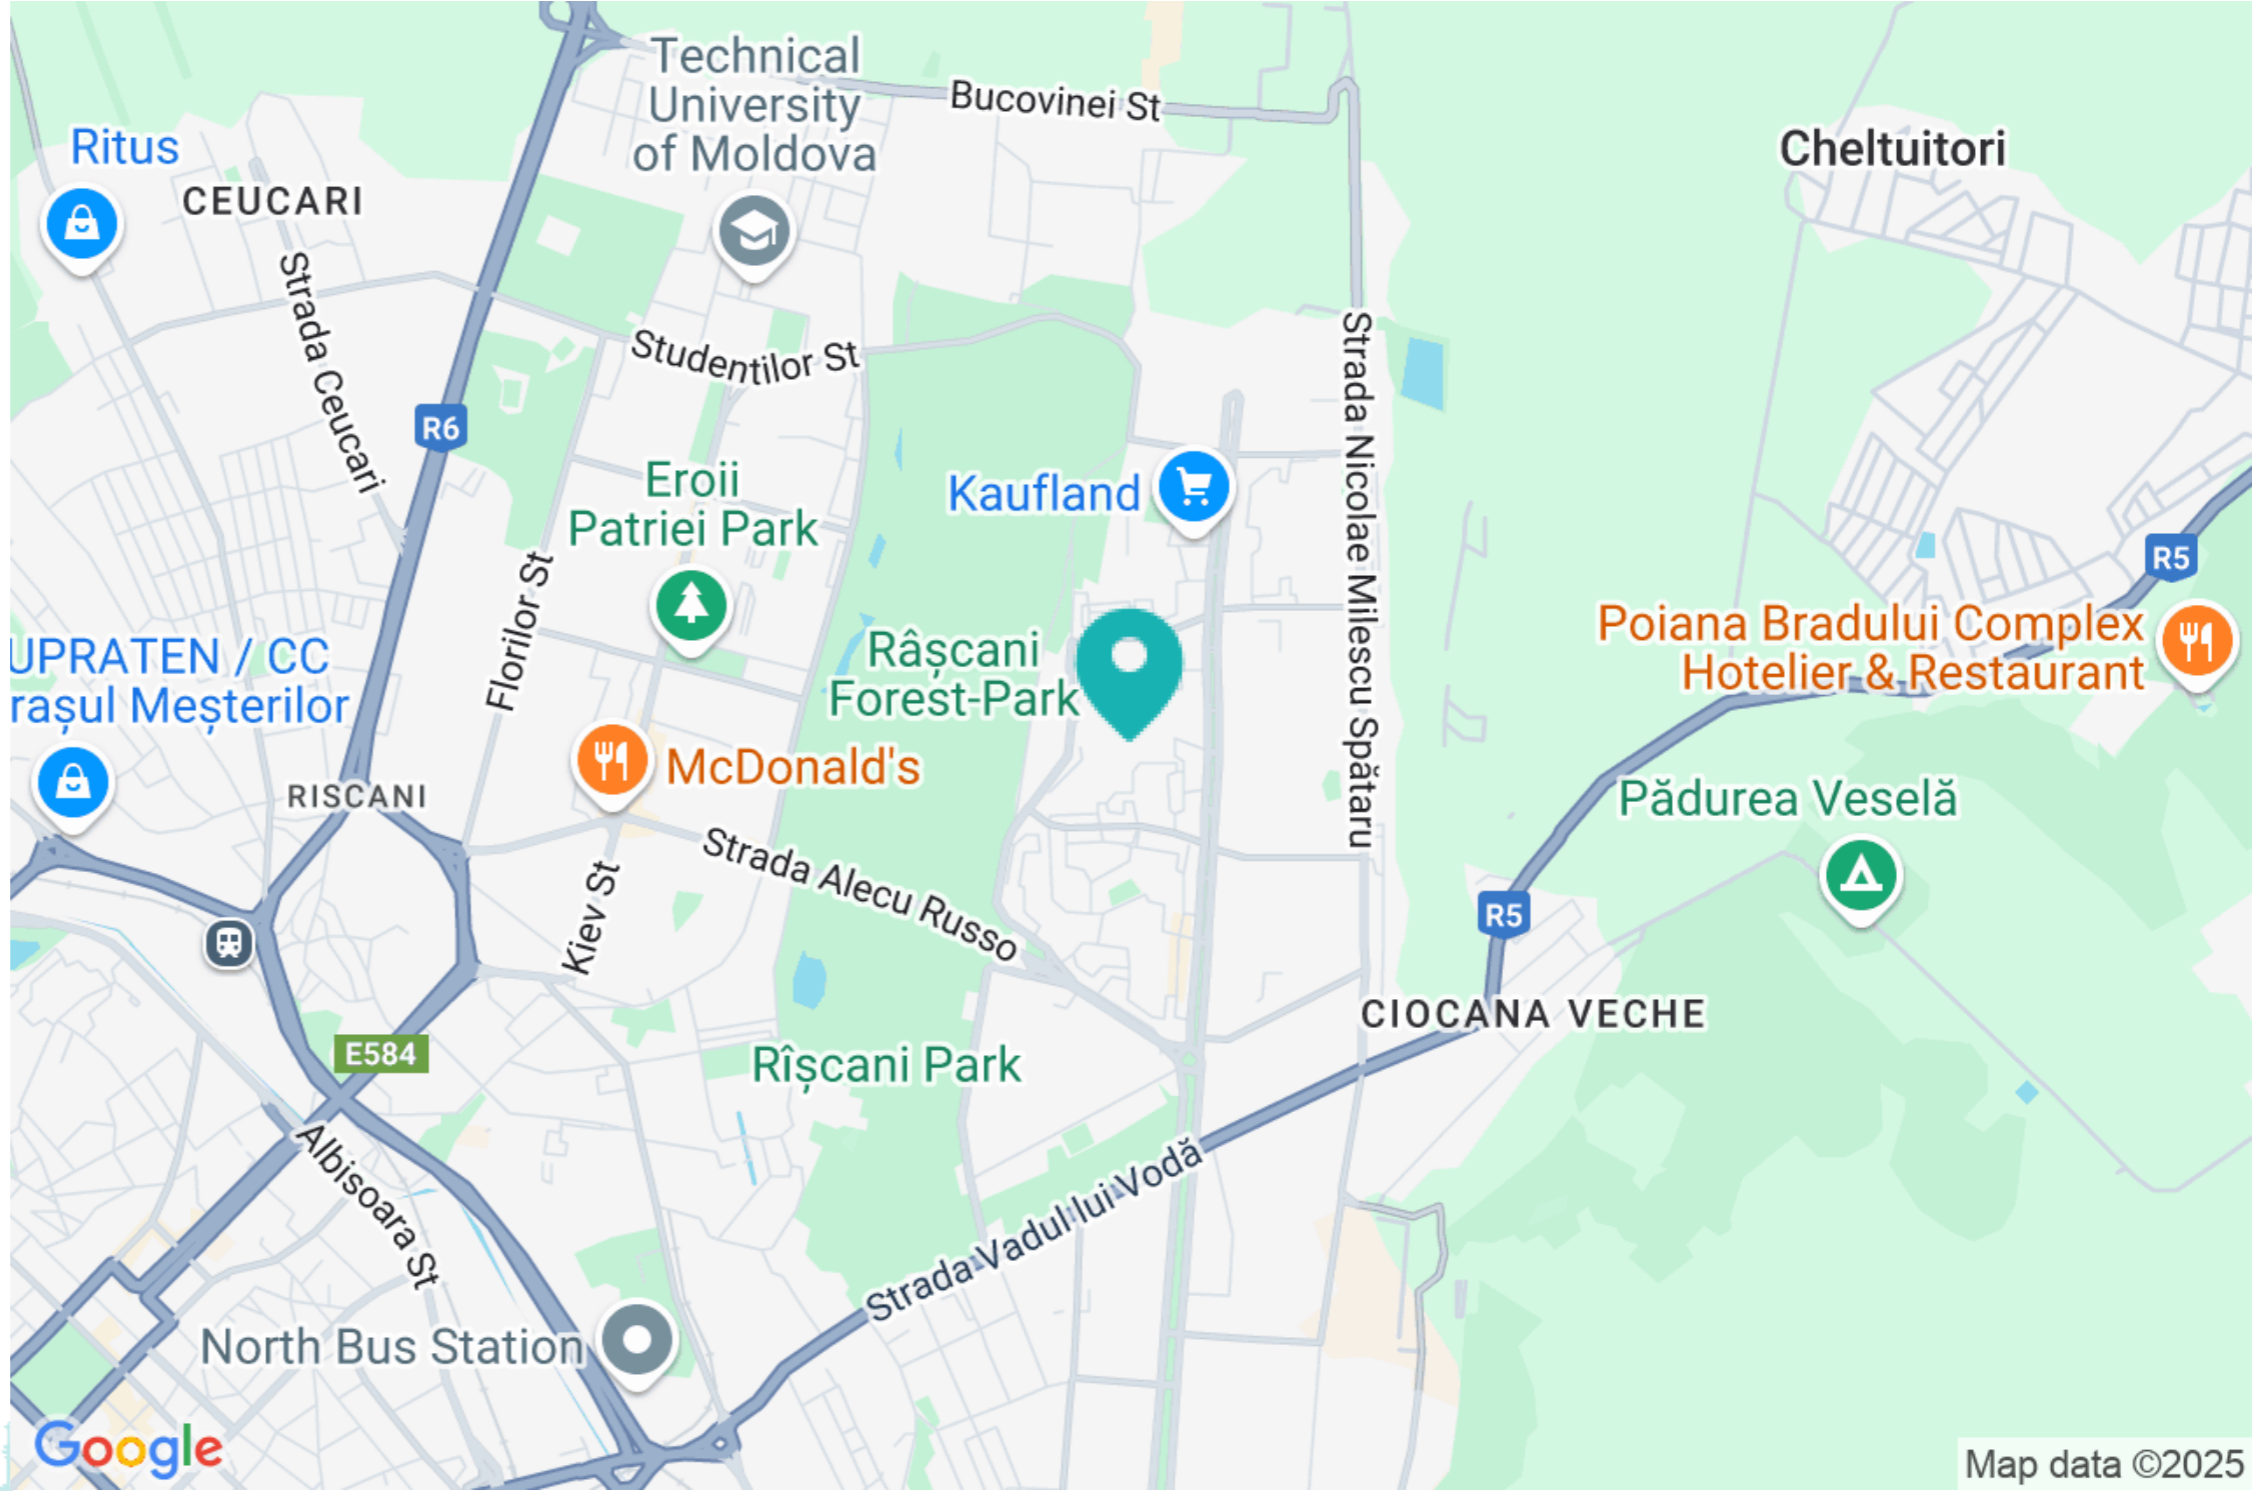 Technical
University
of Moldova
Bucovinei St
Ritus
CEUCARI
Cheltuitori
Strada Ceucari
Studentilor St
R6
Strada Nicolae Milescu Spătaru
Eroii
Patriei Park
Kaufland
R5
Florilor St
Poiana Bradului Complex
Hotelier & Restaurant
UPRATEN / CC
rașul Meșterilor
Râșcani
Forest-Park
McDonald's
RISCANI
Pădurea Veselă
Strada Alecu Russo
Kiev St
R5
CIOCANA VECHE
E584
Rîșcani Park
Albisoara St
Strada Vadul lui Vodă
North Bus Station
Google
Map data ©2025